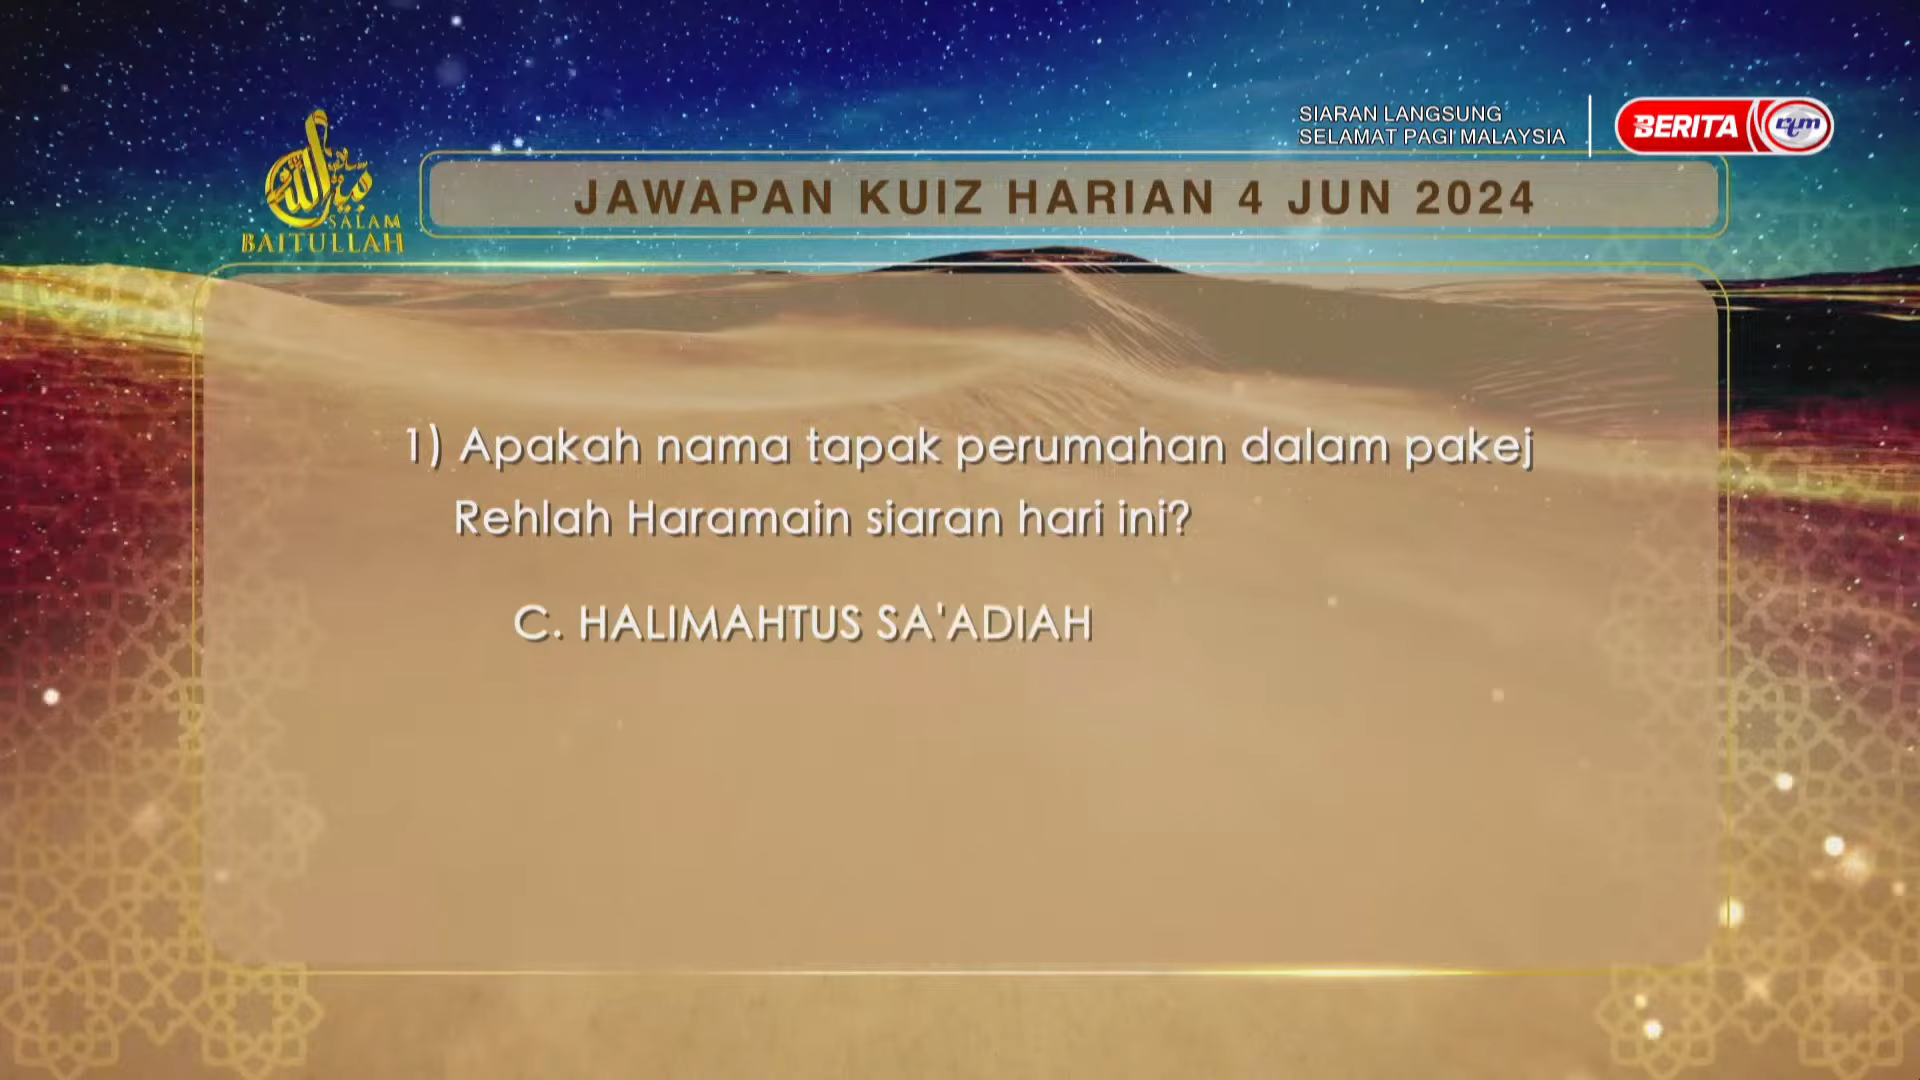 SIARAN LANGSUNG
SELAMAT PAGI MALAYSIA
BERITA rtm
SALAM
BAITULLAH
JAWAPAN KUIZ HARIAN 4 JUN 2024
1) Apakah nama tapak perumahan dalam pakej
Rehlah Haramain siaran hari ini?
C. HALIMAHTUS SA'ADIAH